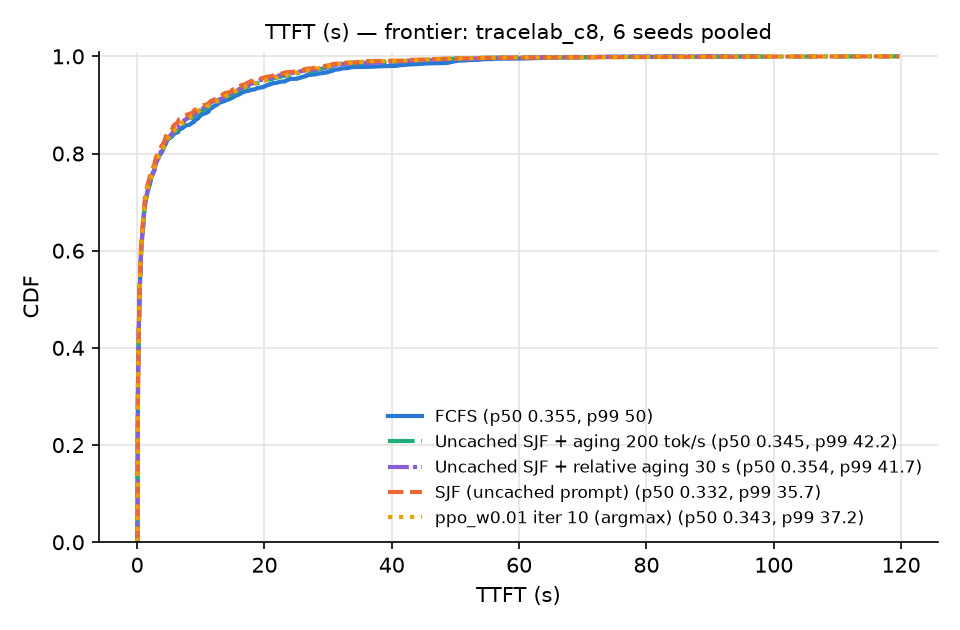 TTFT (s) — frontier: tracelab_c8, 6 seeds pooled
1.0
0.8
0.6
0.4
0.2
0.0
CDF
FCFS (p50 0.355, p99 50)
Uncached SJF + aging 200 tok/s (p50 0.345, p99 42.2)
Uncached SJF + relative aging 30 s (p50 0.354, p99 41.7)
SJF (uncached prompt) (p50 0.332, p99 35.7)
ppo_w0.01 iter 10 (argmax) (p50 0.343, p99 37.2)
0 20 40 60 80 100 120
TTFT (s)